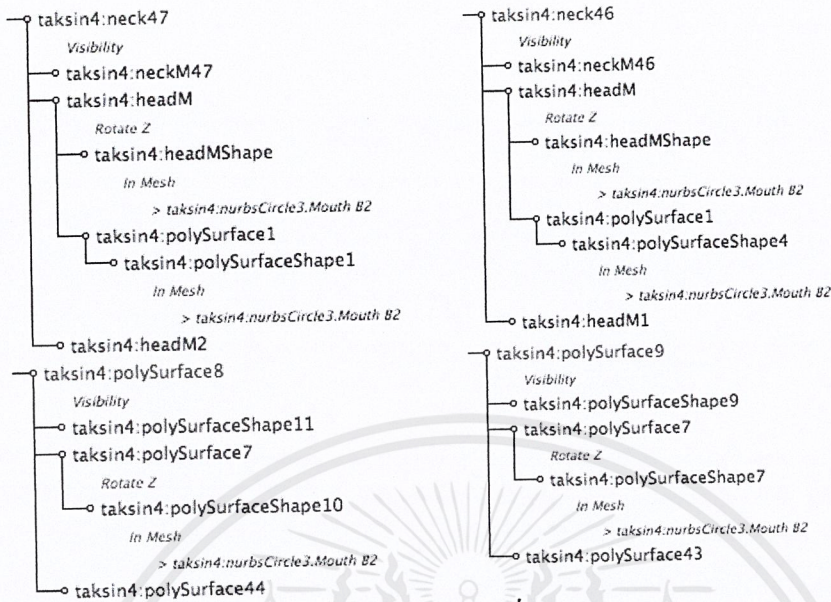 taksin4:neck47
Visibility
taksin4:neckM47
taksin4:headM
Rotate Z
taksin4:headMShape
In Mesh
> taksin4:nurbsCircle3.Mouth B2
taksin4:polySurface1
taksin4:polySurfaceShape1
In Mesh
> taksin4:nurbsCircle3.Mouth B2
taksin4:headM2
taksin4:polySurface8
Visibility
taksin4:polySurfaceShape11
taksin4:polySurface7
Rotate Z
taksin4:polySurfaceShape10
In Mesh
> taksin4:nurbsCircle3.Mouth B2
taksin4:polySurface44
taksin4:neck46
Visibility
taksin4:neckM46
taksin4:headM
Rotate Z
taksin4:headMShape
In Mesh
> taksin4:nurbsCircle3.Mouth B2
taksin4:polySurface1
taksin4:polySurfaceShape4
In Mesh
> taksin4:nurbsCircle3.Mouth B2
taksin4:headM1
taksin4:polySurface9
Visibility
taksin4:polySurfaceShape9
taksin4:polySurface7
Rotate Z
taksin4:polySurfaceShape7
In Mesh
> taksin4:nurbsCircle3.Mouth B2
taksin4:polySurface43